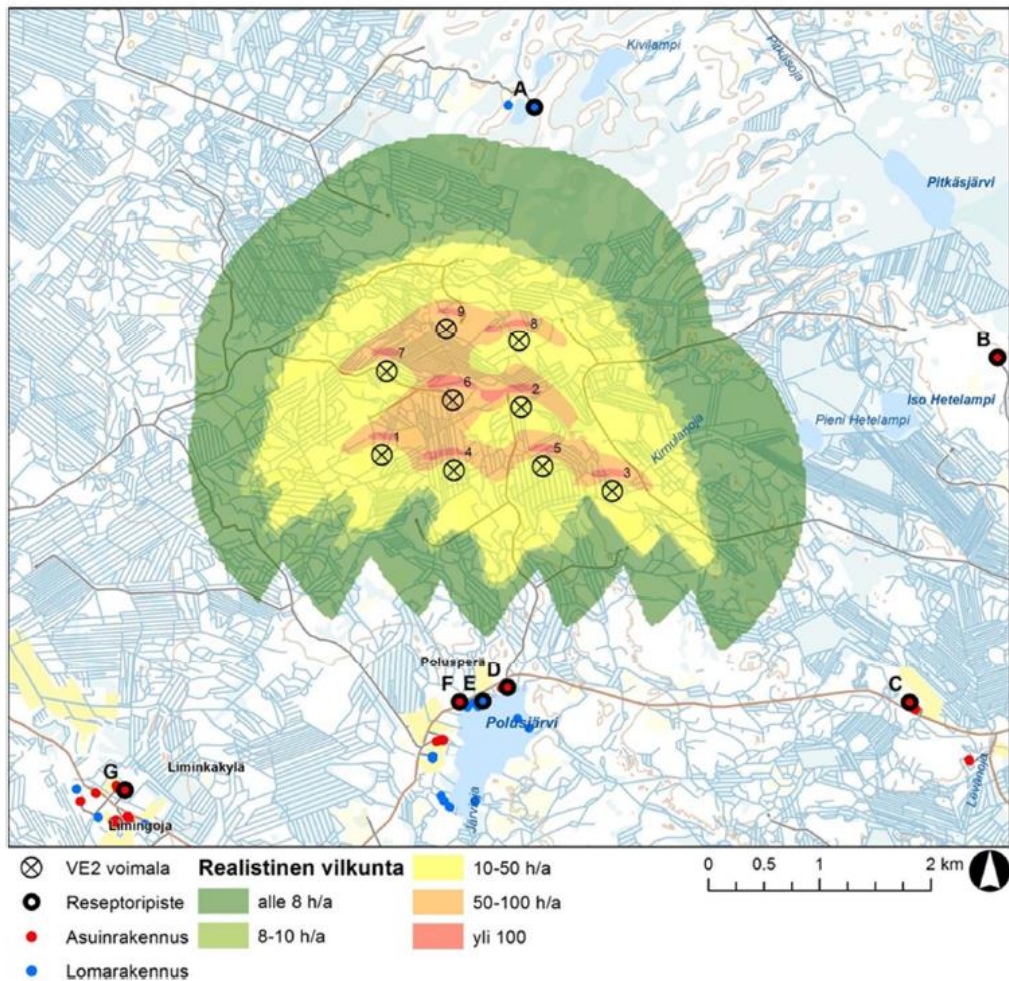 Kivilampi
Pitkäsoja
A
Pitkäsjärvi
9
8
B
7
6
2
Iso Hetelampi
Pieni Hetelampi
Kimulanoja
1
4
5
3
Polusperä
D
F E
Polusjärvi
C
Liminkakylä
G
Limingoja
Järvioja
VE2 voimala
Reseptoripiste
Asuinrakennus
Lomarakennus
Realistinen vilkunta
alle 8 h/a
8-10 h/a
10-50 h/a
50-100 h/a
yli 100
0 0.5 1 2 km